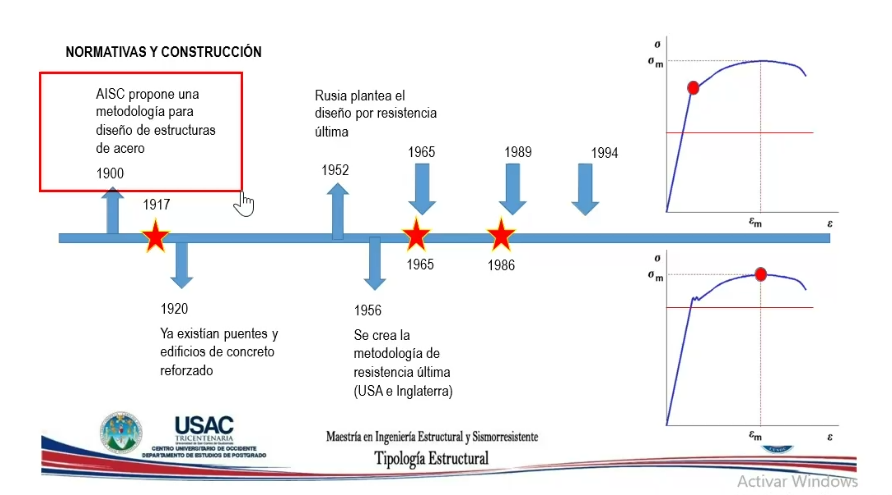 NORMATIVAS Y CONSTRUCCIÓN
AISC propone una
metodología para
diseño de estructuras
de acero
1900
1917
1920
Ya existian puentes y
edificios de concreto
reforzado
Rusia plantea el
diseño por resistencia
última
1952
1956
Se crea la
metodología de
resistencia última
(USA e Inglaterra)
1965
1965
1989
1986
1994
σ
σm
εm
ε
σ
σm
εm
ε
USAC
TRICENTENARIA
CENTRO UNIVERSITARIO DE OCCIDENTE
DEPARTAMENTO DE ESTUDIOS DE POSTGRADO
Maestría en Ingeniería Estructural y Sismorresistente
Tipología Estructural
Activar Windows